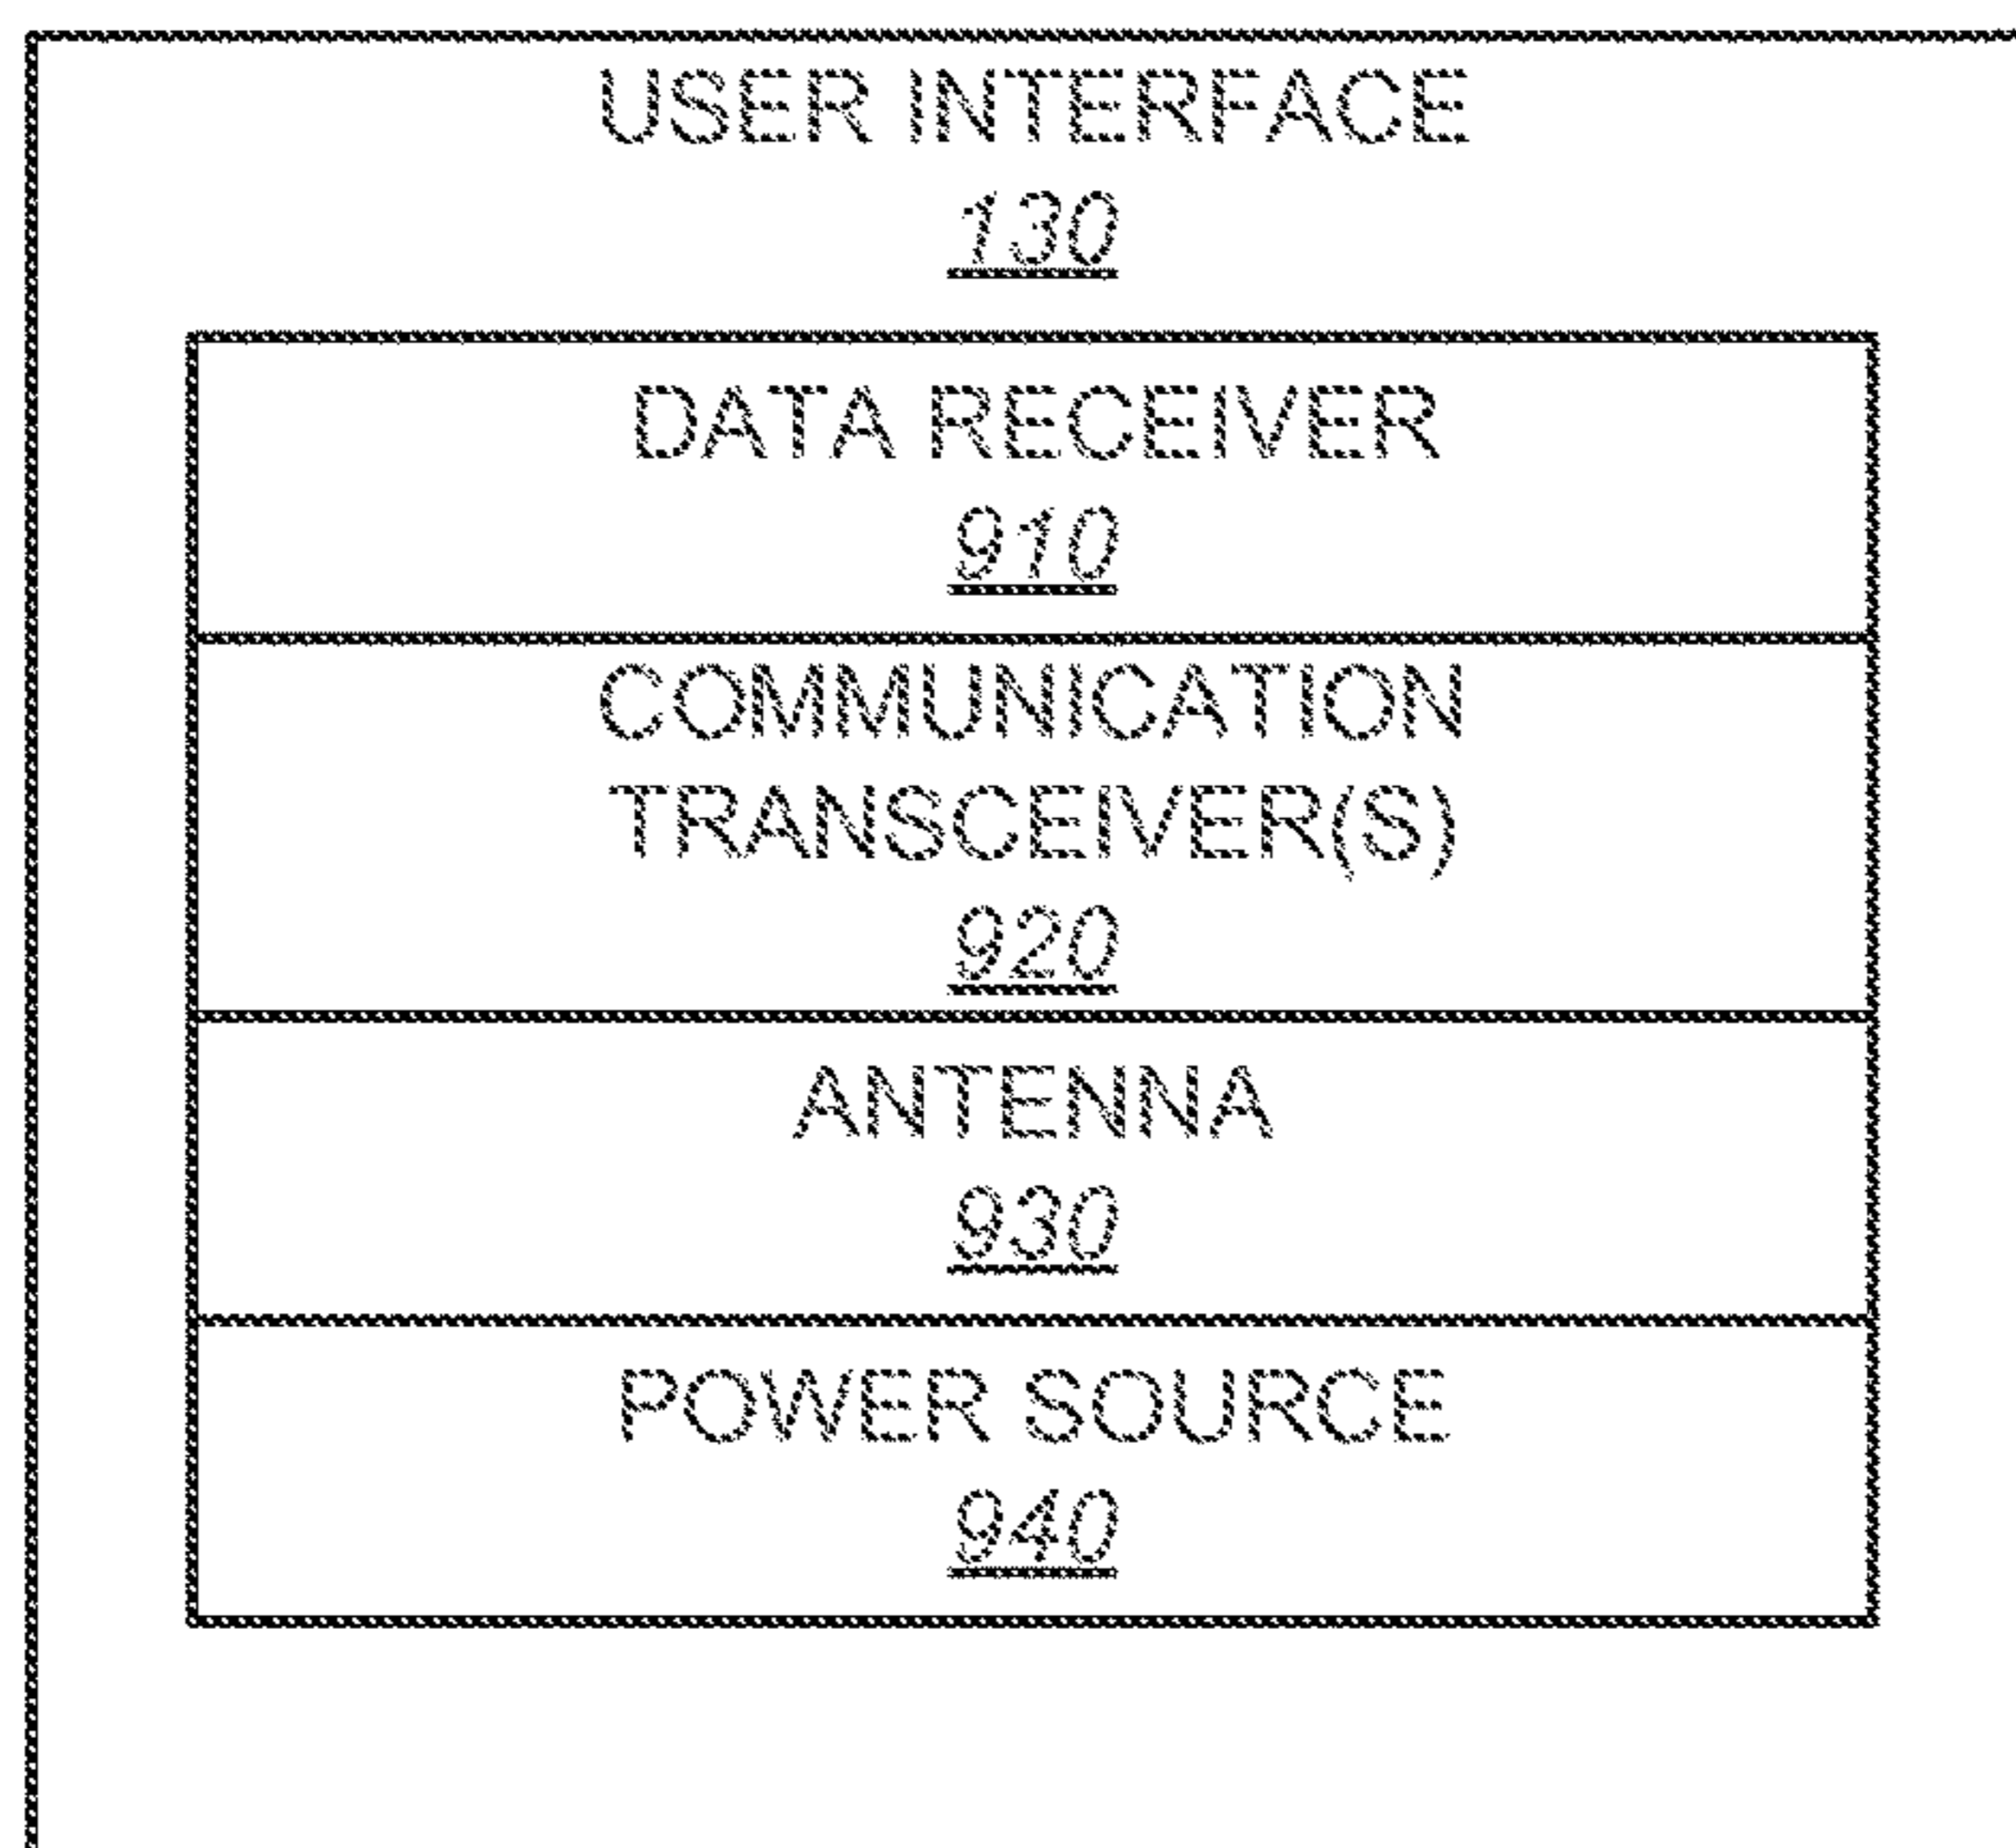 USER INTERFACE
130
DATA RECEIVER
910
COMMUNICATION
TRANSCEIVER(S)
920
ANTENNA
930
POWER SOURCE
940